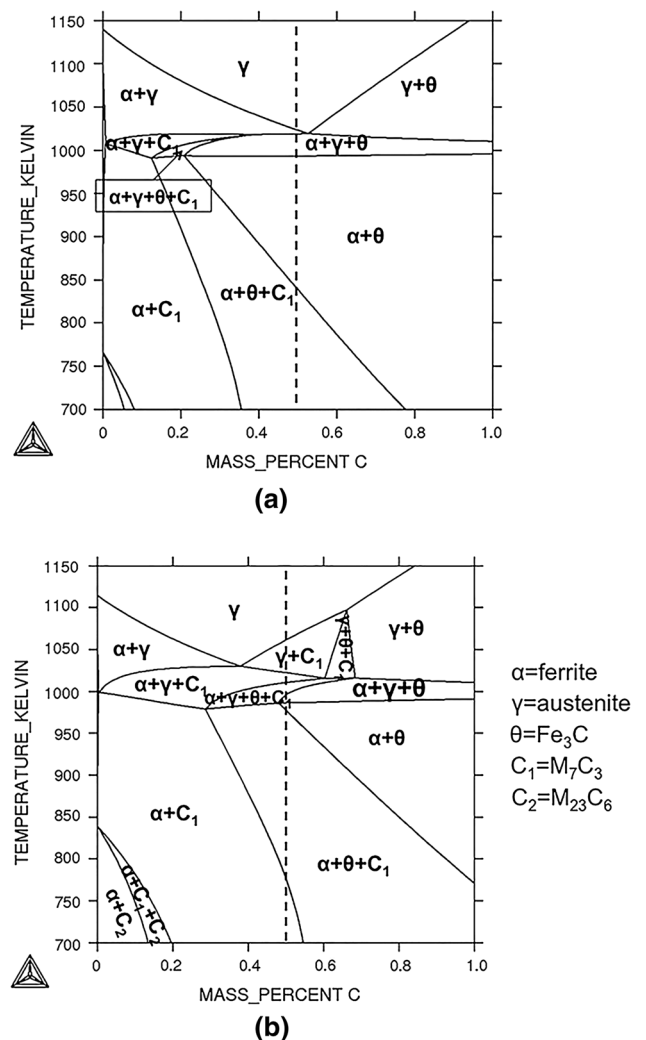 1150
1100
1050
1000
950
900
850
800
750
700
TEMPERATURE_KELVIN
γ
α+γ
γ+θ
α+γ+C1
α+γ+θ
α+γ+θ+C1
α+θ
α+θ+C1
α+C1
0 0.2 0.4 0.6 0.8 1.0
MASS_PERCENT C
(a)
1150
1100
1050
1000
950
900
850
800
750
700
TEMPERATURE_KELVIN
γ
α+γ
γ+C1
γ+θ+C1
γ+θ
α+γ+C1
α+γ+θ+C1
α+γ+θ
α+θ
α+C1
α+θ+C1
α+C1+C2
α+C2
0 0.2 0.4 0.6 0.8 1.0
MASS_PERCENT C
(b)
α=ferrite
γ=austenite
θ=Fe3C
C1=M7C3
C2=M23C6